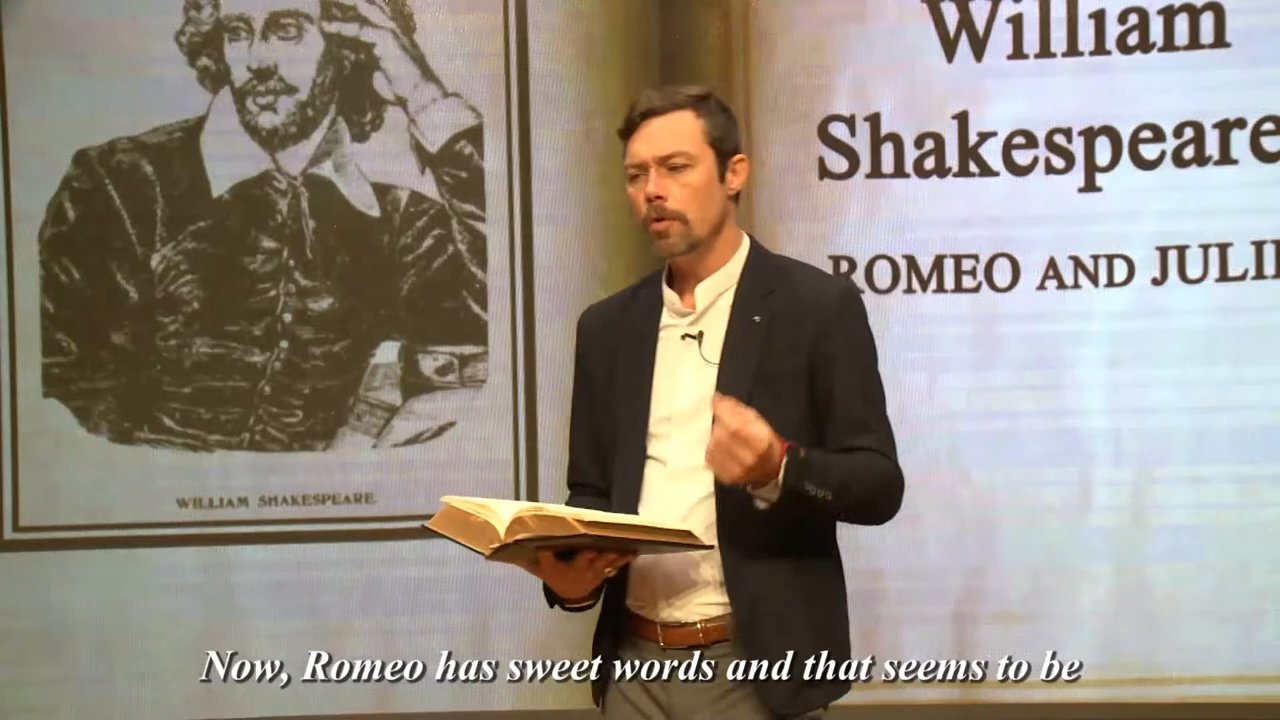 William
Shakespeare
ROMEO AND JULI
WILLIAM SHAKESPEARE.
Now, Romeo has sweet words and that seems to be